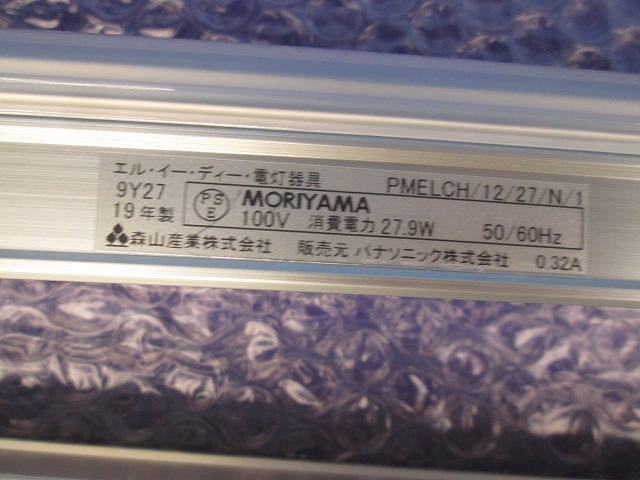 エル・イー・ディー・電灯器具 PMELCH/12/27/N/1
9Y27
19年製
PS
E
MORIYAMA
100V 消費電力 27.9W 50/60Hz
森山産業株式会社 販売元 パナソニック株式会社 0.32A